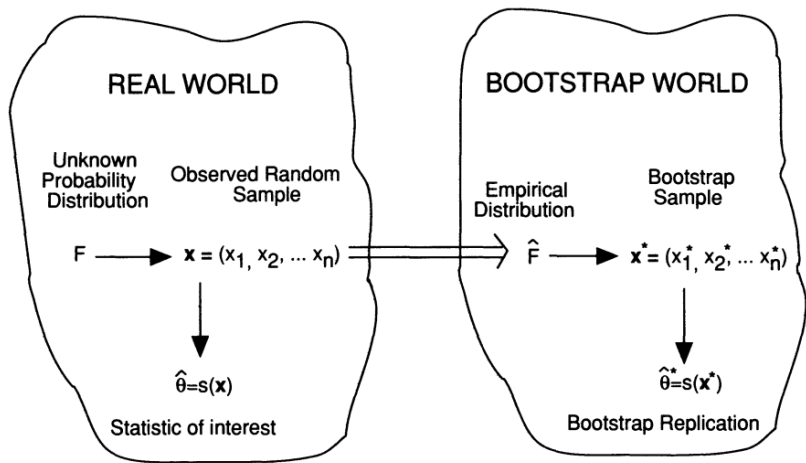 REAL WORLD
Unknown
Probability
Distribution
Observed Random
Sample
F
x = (x₁, x₂, ... xₙ)
θ̂=s(x)
Statistic of interest
BOOTSTRAP WORLD
Empirical
Distribution
Bootstrap
Sample
F̂
x* = (x₁*, x₂*, ... xₙ*)
θ̂*=s(x*)
Bootstrap Replication